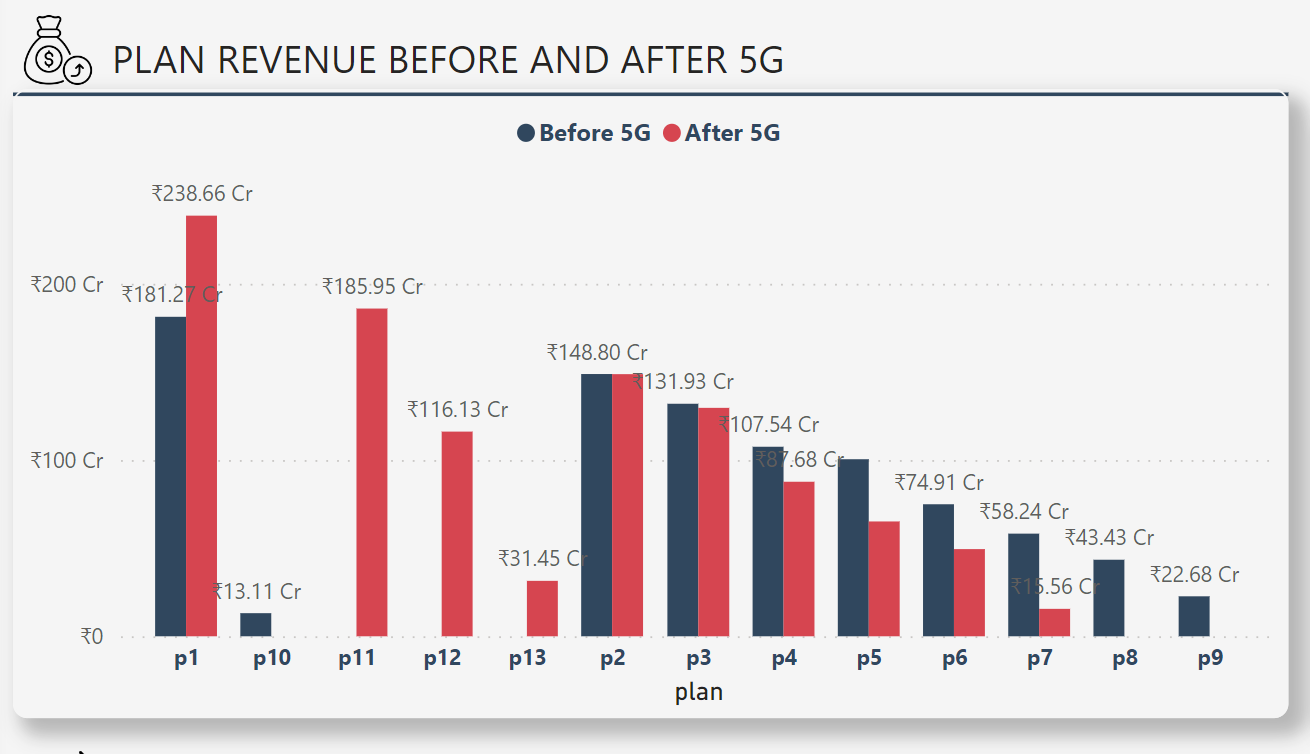 $
PLAN REVENUE BEFORE AND AFTER 5G
Before 5G After 5G
₹238.66 Cr
₹200 Cr
₹181.27 Cr
₹185.95 Cr
₹148.80 Cr
₹131.93 Cr
₹116.13 Cr
₹107.54 Cr
₹100 Cr
₹87.68 Cr
₹74.91 Cr
₹58.24 Cr
₹43.43 Cr
₹31.45 Cr
₹22.68 Cr
₹15.56 Cr
₹13.11 Cr
₹0
p1 p10 p11 p12 p13 p2 p3 p4 p5 p6 p7 p8 p9
plan